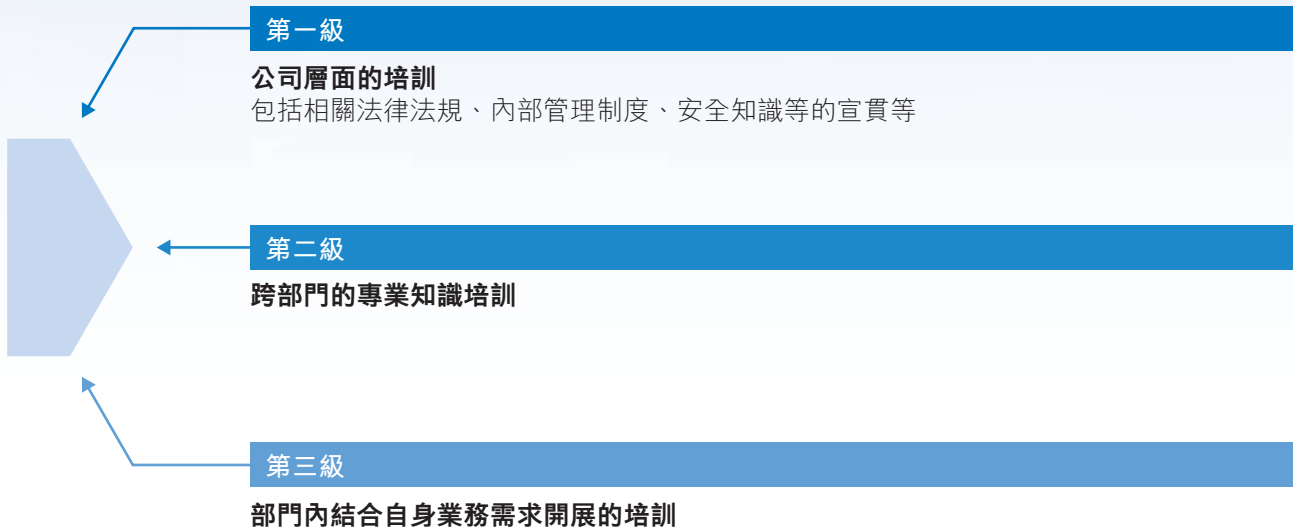 第一級
公司層面的培訓
包括相關法律法規、內部管理制度、安全知識等的宣貫等
第二級
跨部門的專業知識培訓
第三級
部門內結合自身業務需求開展的培訓